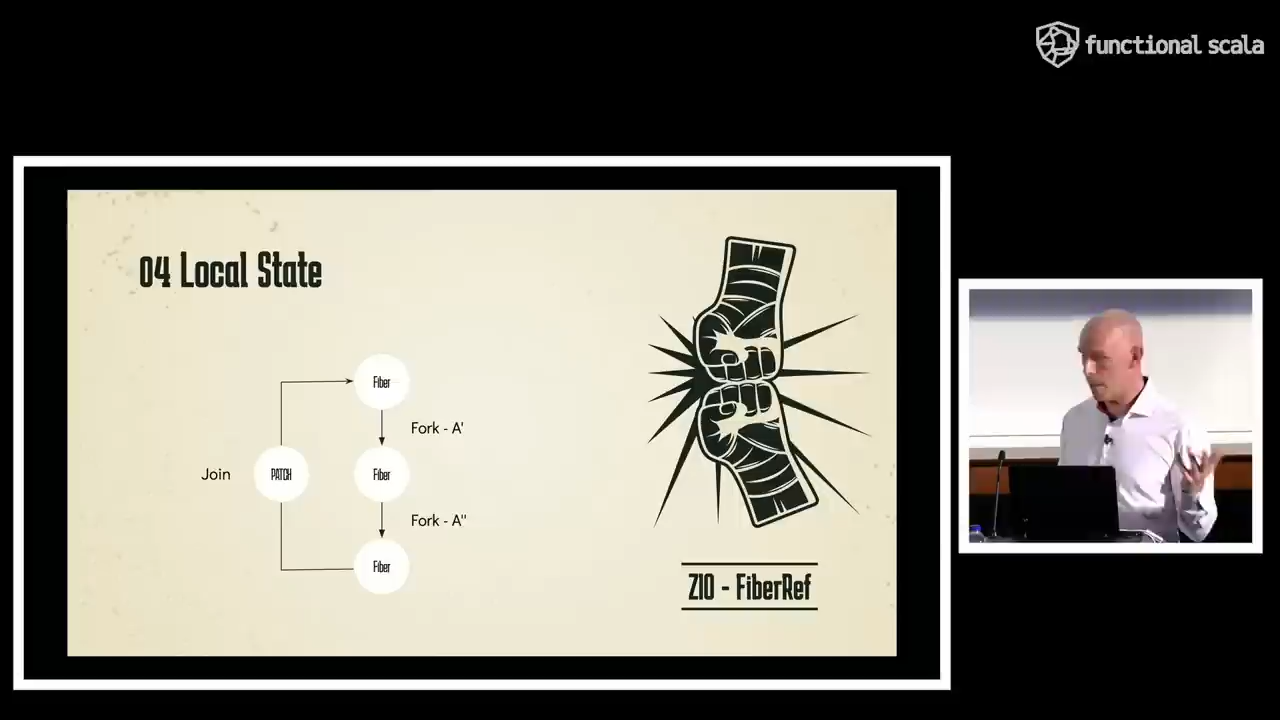 functional scala
04 Local State
Fiber
Fork - A'
Join
PATCH
Fiber
Fork - A''
Fiber
ZIO - FiberRef